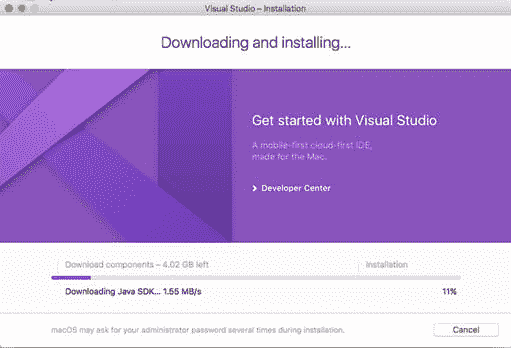 Visual Studio – Installation
Downloading and installing...
Get started with Visual Studio
A mobile-first cloud-first IDE,
made for the Mac.
Developer Center
Download components – 4.02 GB left
Installation
Downloading Java SDK... 1.55 MB/s
11%
macOS may ask for your administrator password several times during installation.
Cancel